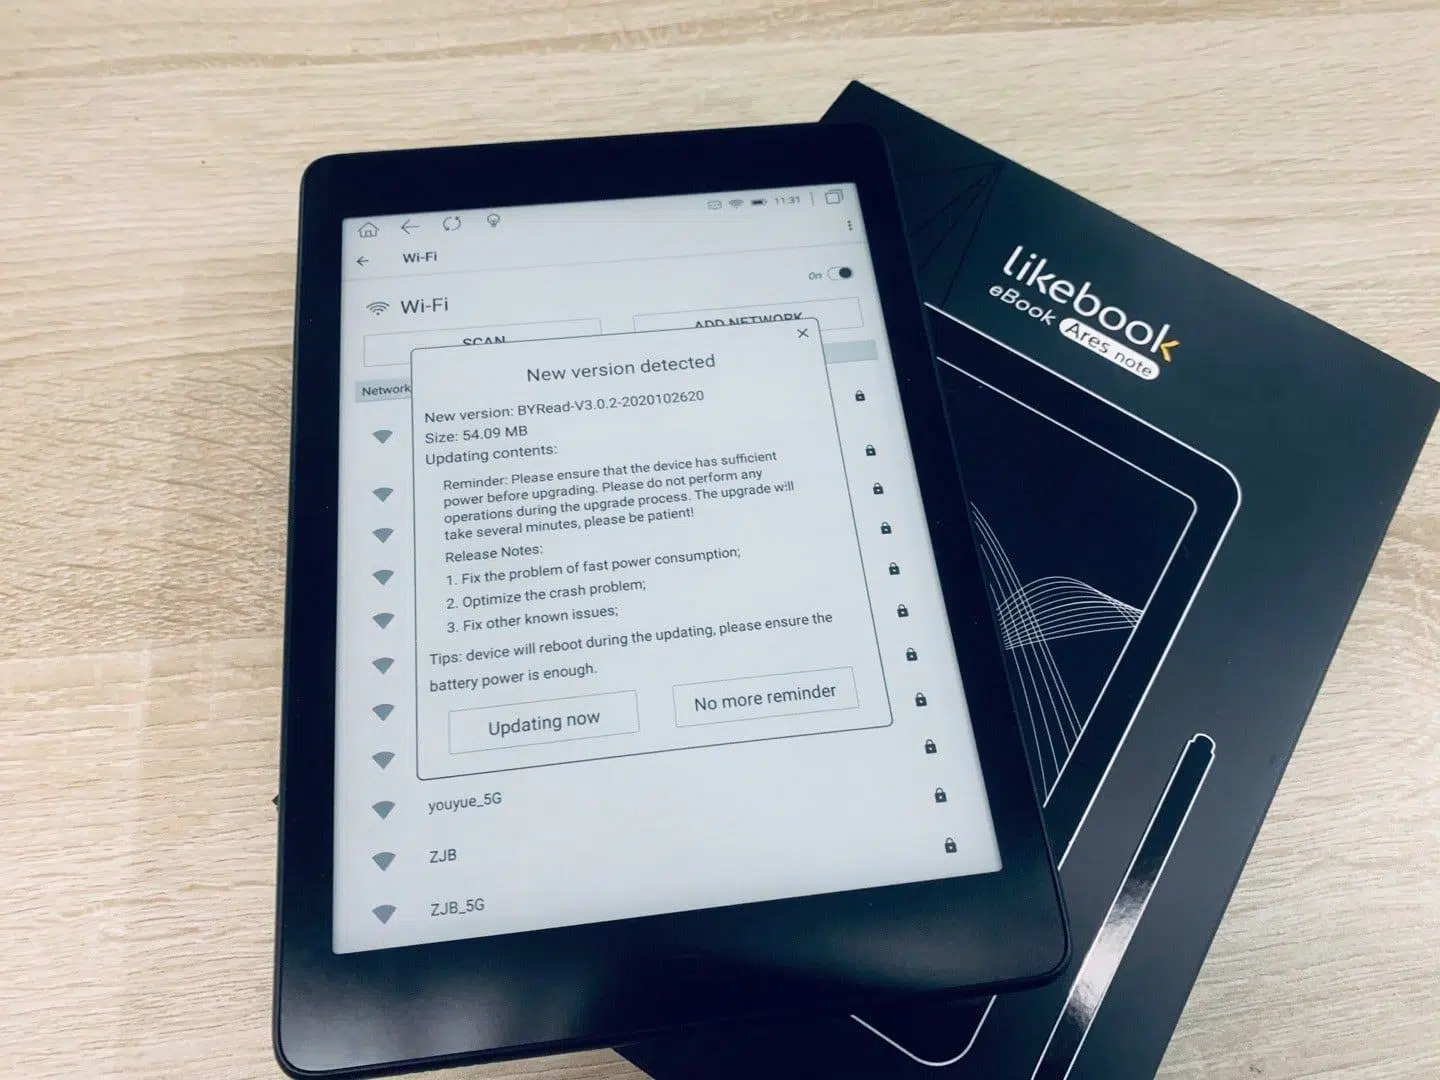 11:31
Wi-Fi
On
Wi-Fi
SCAN
ADD NETWORK
Network
New version detected
New version: BYRead-V3.0.2-2020102620
Size: 54.09 MB
Updating contents:
Reminder: Please ensure that the device has sufficient
power before upgrading. Please do not perform any
operations during the upgrade process. The upgrade will
take several minutes, please be patient!
Release Notes:
1. Fix the problem of fast power consumption;
2. Optimize the crash problem;
3. Fix other known issues;
Tips: device will reboot during the updating, please ensure the
battery power is enough.
Updating now
No more reminder
youyue_5G
ZJB
ZJB_5G
likebook
eBook Ares note